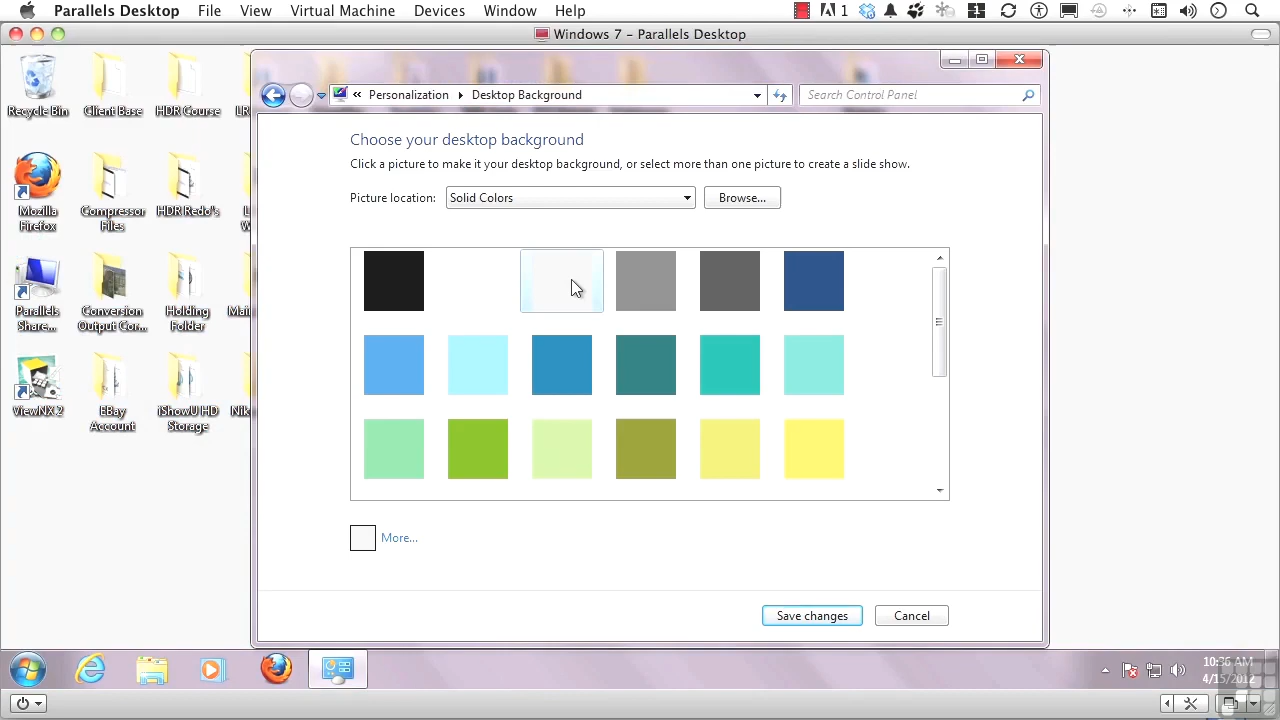 Parallels Desktop File View Virtual Machine Devices Window Help
1
Windows 7 - Parallels Desktop
Recycle Bin
Client Base
HDR Course
Mozilla Firefox
Compressor Files
HDR Redo's
Parallels Share...
Conversion Output Cor...
Holding Folder
ViewNX 2
EBay Account
iShowU HD Storage
« Personalization Desktop Background
Search Control Panel
Choose your desktop background
Click a picture to make it your desktop background, or select more than one picture to create a slide show.
Picture location: Solid Colors Browse...
More...
Save changes Cancel
10:36 AM
4/15/2012